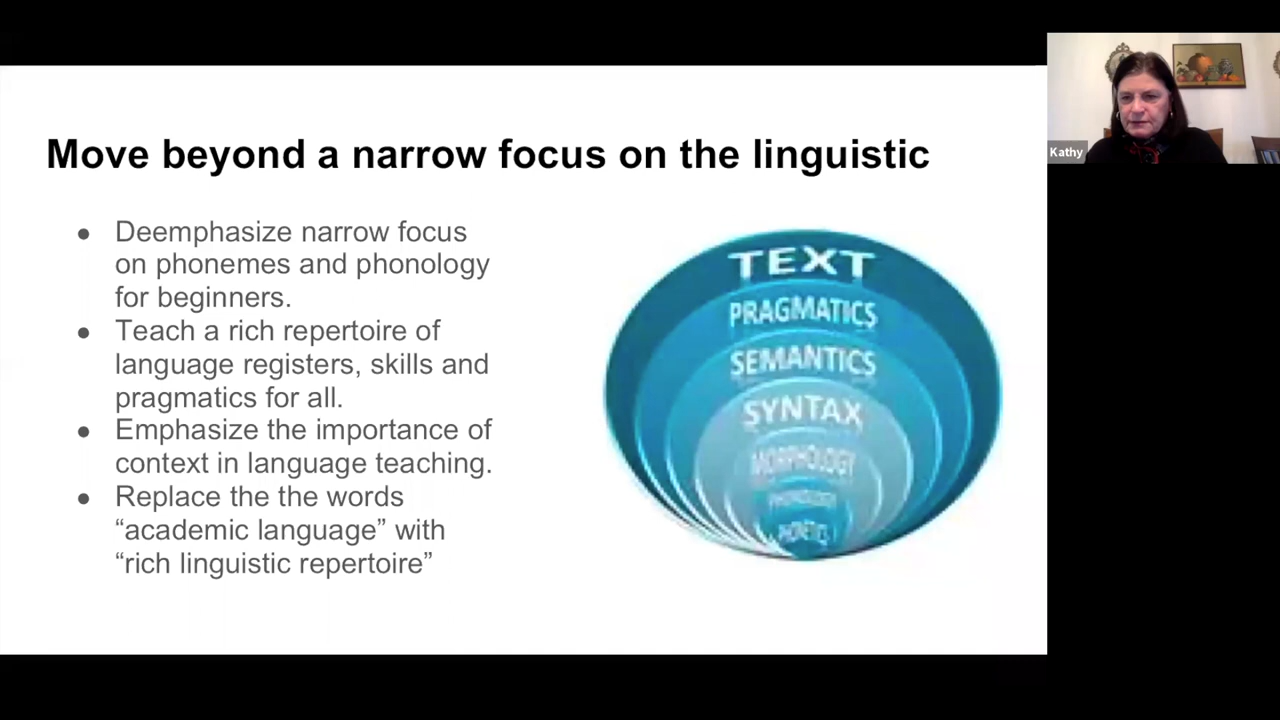 Move beyond a narrow focus on the linguistic
● Deemphasize narrow focus
on phonemes and phonology
for beginners.
● Teach a rich repertoire of
language registers, skills and
pragmatics for all.
● Emphasize the importance of
context in language teaching.
● Replace the the words
“academic language” with
“rich linguistic repertoire”
TEXT
PRAGMATICS
SEMANTICS
SYNTAX
MORPHOLOGY
PHONOLOGY
PHONETICS
Kathy